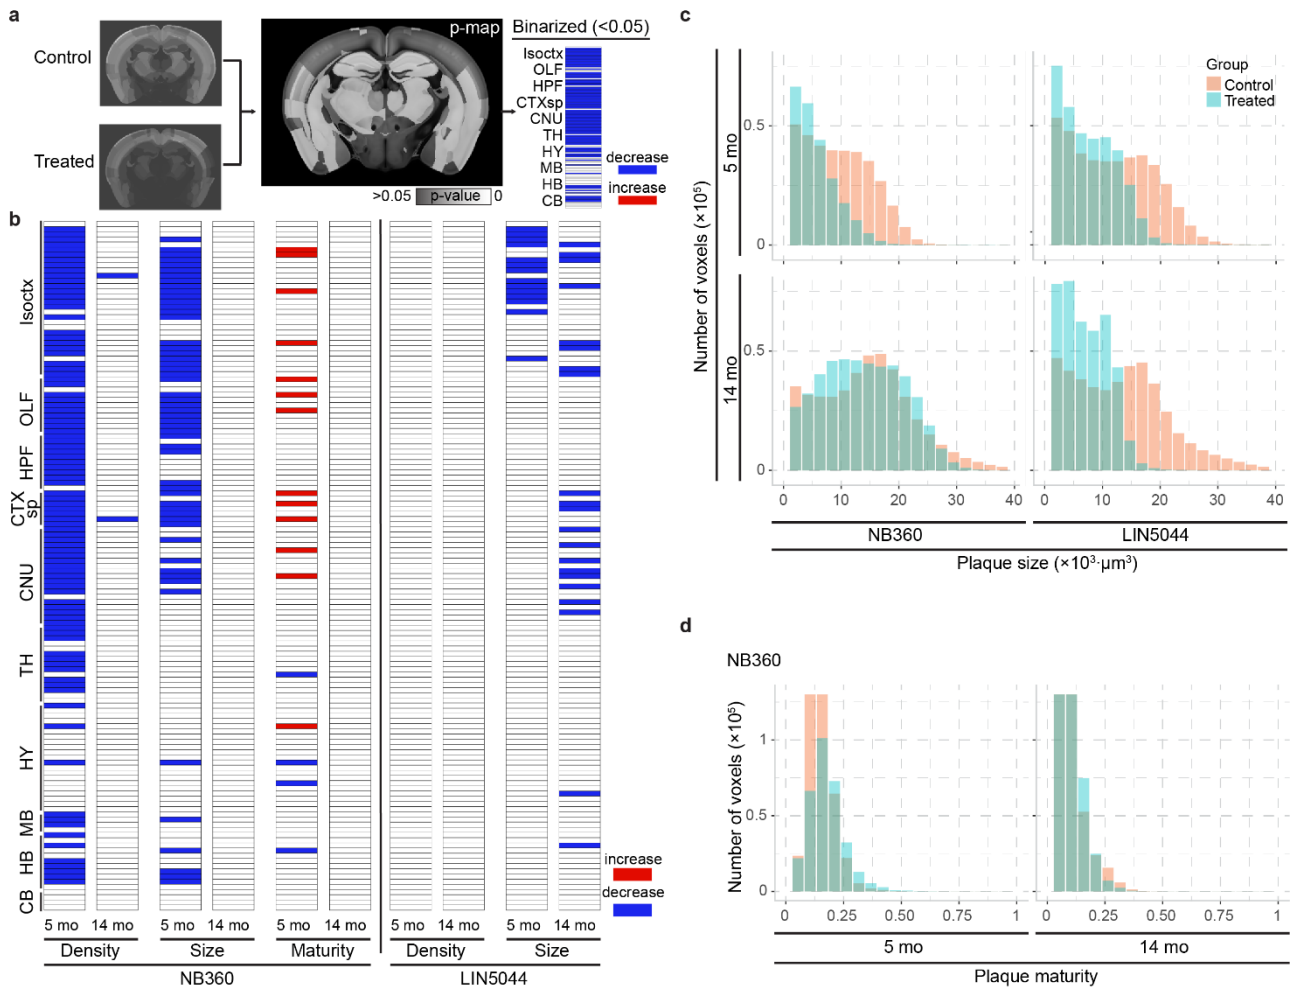 a
Control
Treated
p-map
>0.05 p-value 0
Binarized (<0.05)
Isoctx
OLF
HPF
CTXsp
CNU
TH
HY
MB
HB
CB
decrease
increase
b
Isoctx
OLF
HPF
CTX
sp
CNU
TH
HY
MB
HB
CB
increase
decrease
5 mo 14 mo 5 mo 14 mo 5 mo 14 mo 5 mo 14 mo 5 mo 14 mo
Density Size Maturity Density Size
NB360 LIN5044
c
Group
Control
Treated
Number of voxels (×10⁵)
5 mo
0.5
0
14 mo
0.5
0
0 10 20 30 40 0 10 20 30 40
NB360 LIN5044
Plaque size (×10³·μm³)
d
NB360
Number of voxels (×10⁵)
1
0.5
0
0 0.25 0.50 0.75 1 0 0.25 0.50 0.75 1
5 mo 14 mo
Plaque maturity